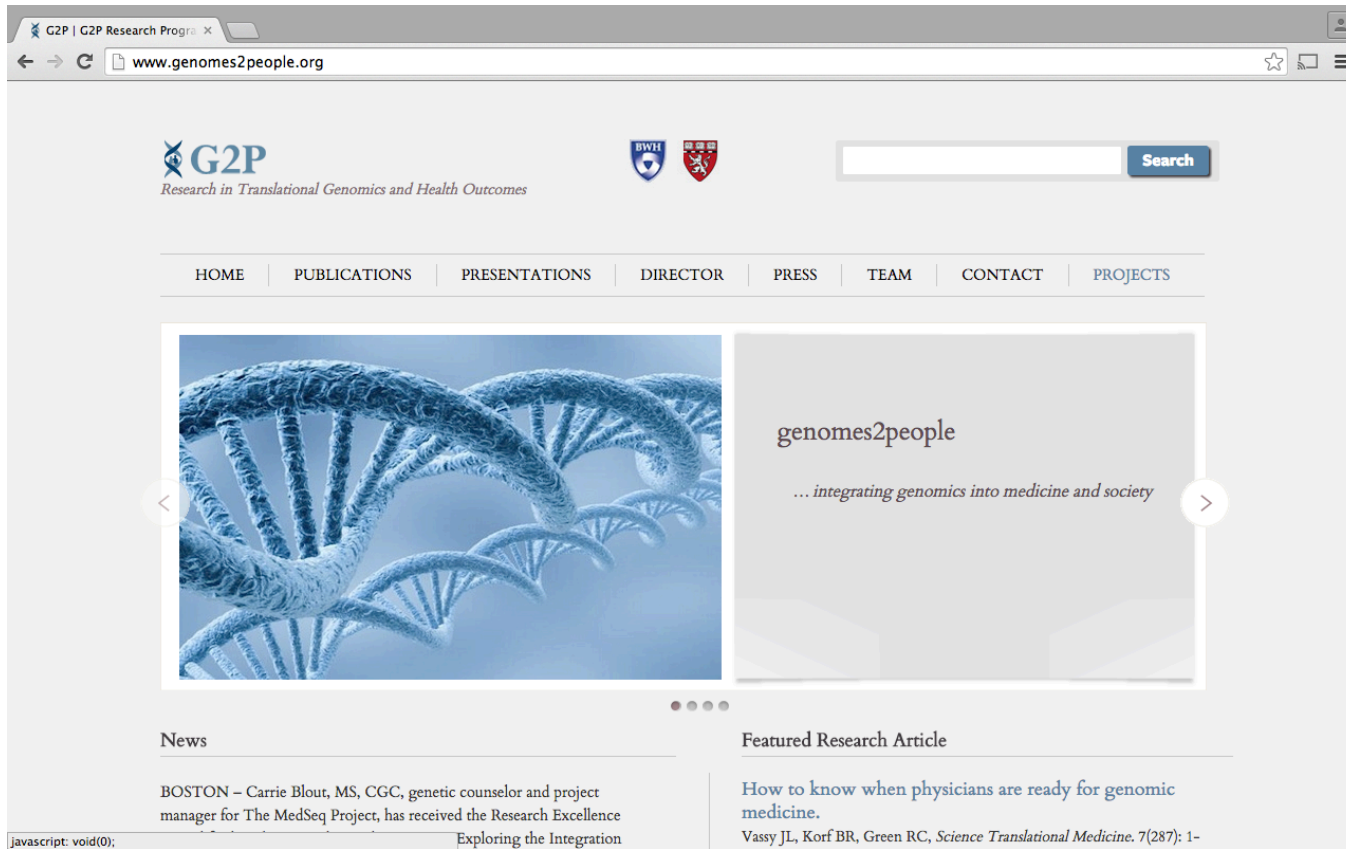 G2P | G2P Research Progra
www.genomes2people.org
G2P
Research in Translational Genomics and Health Outcomes
BWH
Search
HOME PUBLICATIONS PRESENTATIONS DIRECTOR PRESS TEAM CONTACT PROJECTS
genomes2people
... integrating genomics into medicine and society
News
BOSTON – Carrie Blout, MS, CGC, genetic counselor and project
manager for The MedSeq Project, has received the Research Excellence
Exploring the Integration
Featured Research Article
How to know when physicians are ready for genomic
medicine.
Vassy JL, Korf BR, Green RC, Science Translational Medicine. 7(287): 1-
javascript: void(0);